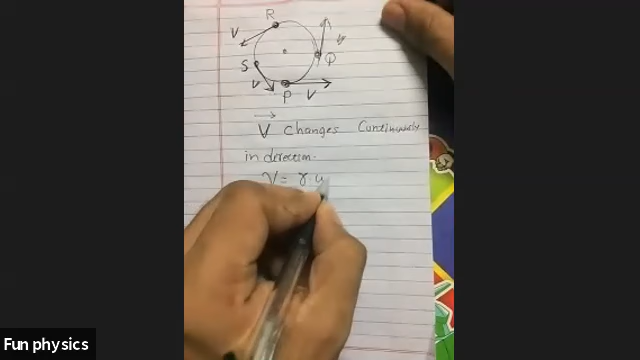 R
V
Q
S
V
P
V
V changes Continuously
in direction.
V = r
Fun physics